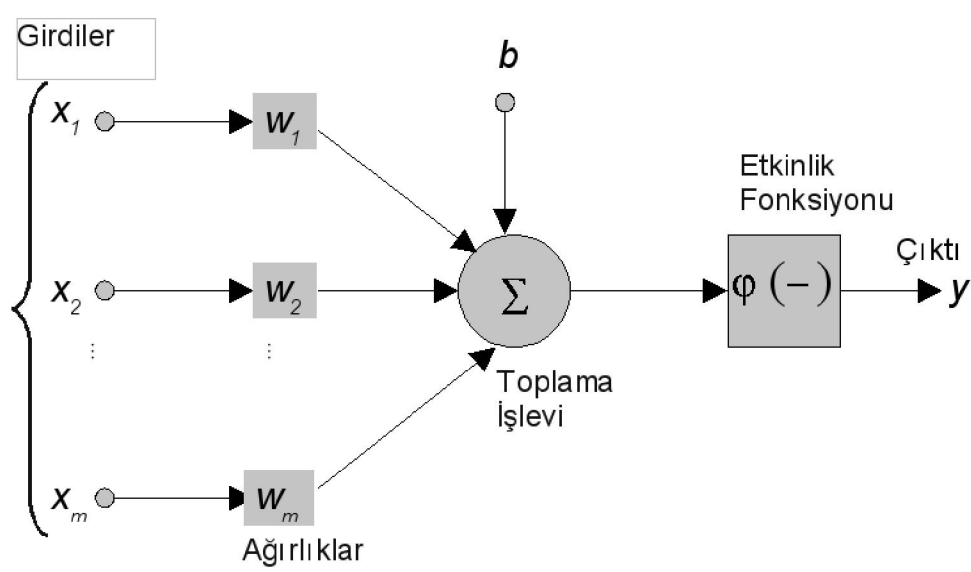 Girdiler
b
x1 w1
Etkinlik
Fonksiyonu
Çıktı
x2 w2 Σ φ (−) y
⋮ ⋮
Toplama
İşlevi
xm wm
Ağırlıklar